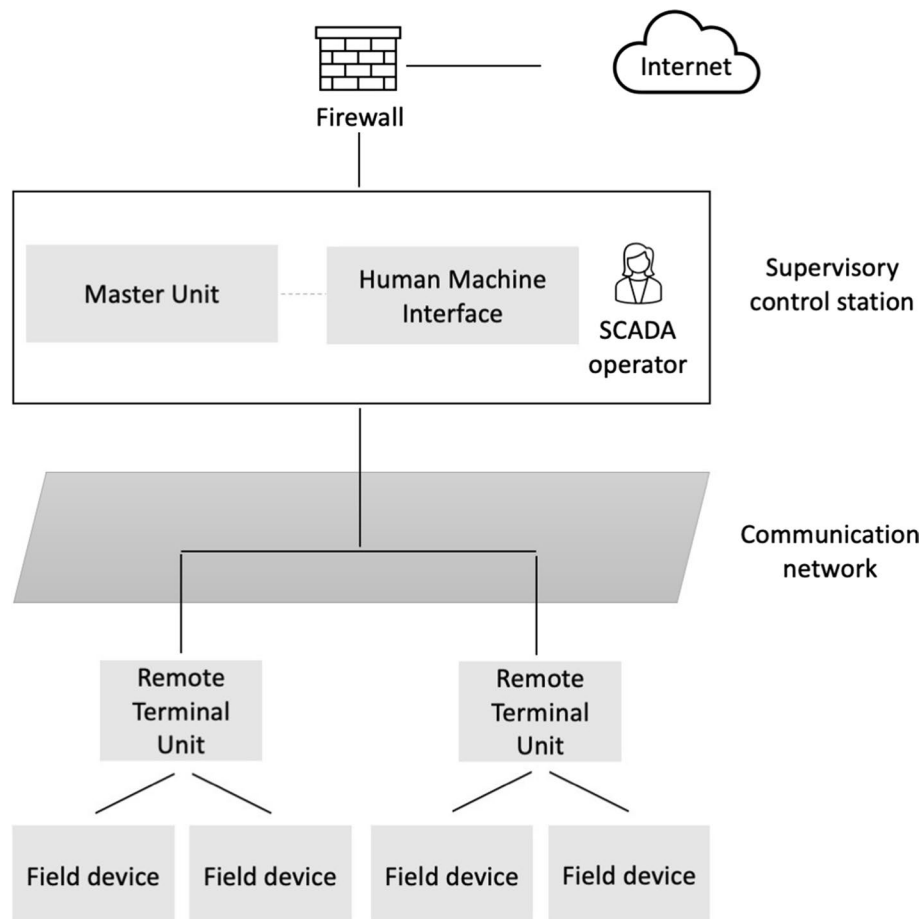 Internet
Firewall
Master Unit
Human Machine
Interface
SCADA
operator
Supervisory
control station
Communication
network
Remote
Terminal
Unit
Remote
Terminal
Unit
Field device
Field device
Field device
Field device